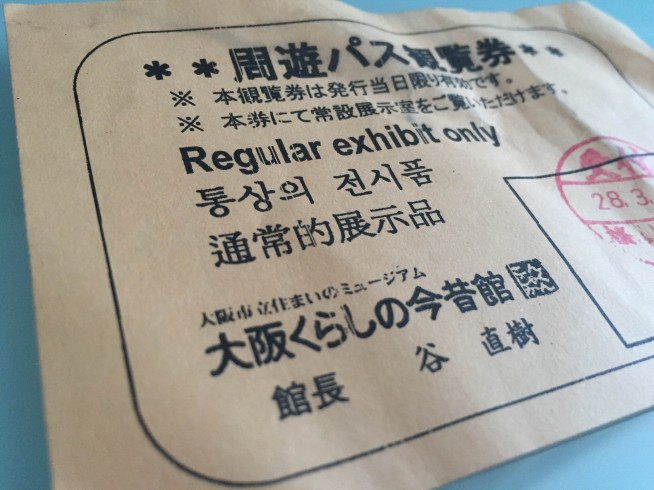 ＊＊周遊パス観覧券＊＊
※ 本観覧券は発行当日限り有効です。
※ 本券にて常設展示室をご覧いただけます。
Regular exhibit only
통상의 전시품
通常的展示品
大阪市立住まいのミュージアム
大阪くらしの今昔館
館長 谷 直樹
28.3.